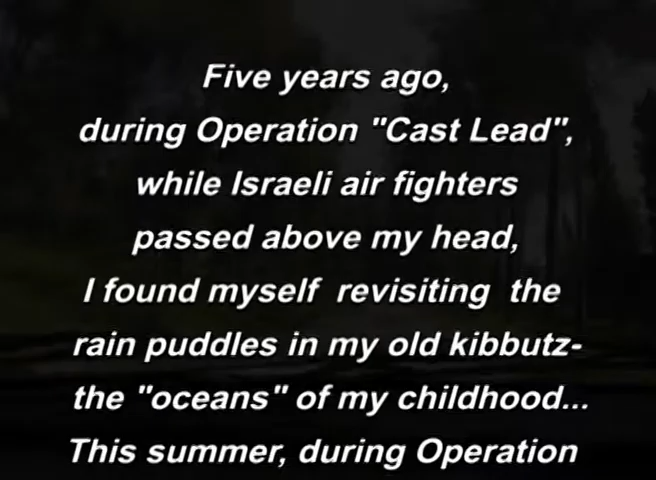 Five years ago,
during Operation "Cast Lead",
while Israeli air fighters
passed above my head,
I found myself revisiting the
rain puddles in my old kibbutz-
the "oceans" of my childhood...
This summer, during Operation